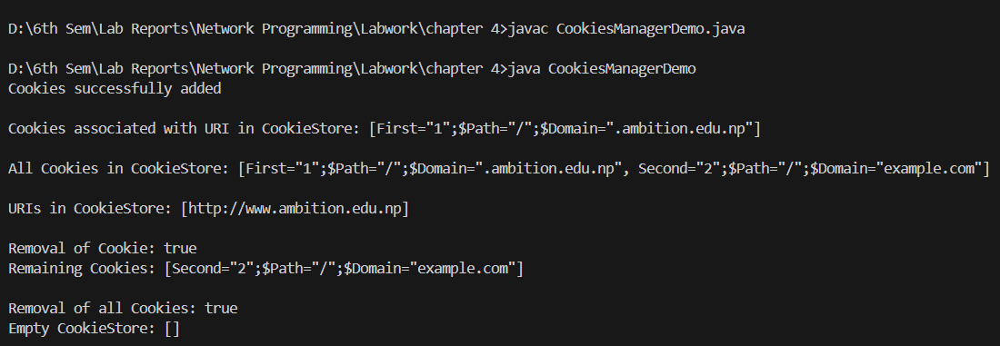 D:\6th Sem\Lab Reports\Network Programming\Labwork\chapter 4>javac CookiesManagerDemo.java
D:\6th Sem\Lab Reports\Network Programming\Labwork\chapter 4>java CookiesManagerDemo
Cookies successfully added
Cookies associated with URI in CookieStore: [First="1";$Path="/";$Domain=".ambition.edu.np"]
All Cookies in CookieStore: [First="1";$Path="/";$Domain=".ambition.edu.np", Second="2";$Path="/";$Domain="example.com"]
URIs in CookieStore: [http://www.ambition.edu.np]
Removal of Cookie: true
Remaining Cookies: [Second="2";$Path="/";$Domain="example.com"]
Removal of all Cookies: true
Empty CookieStore: []